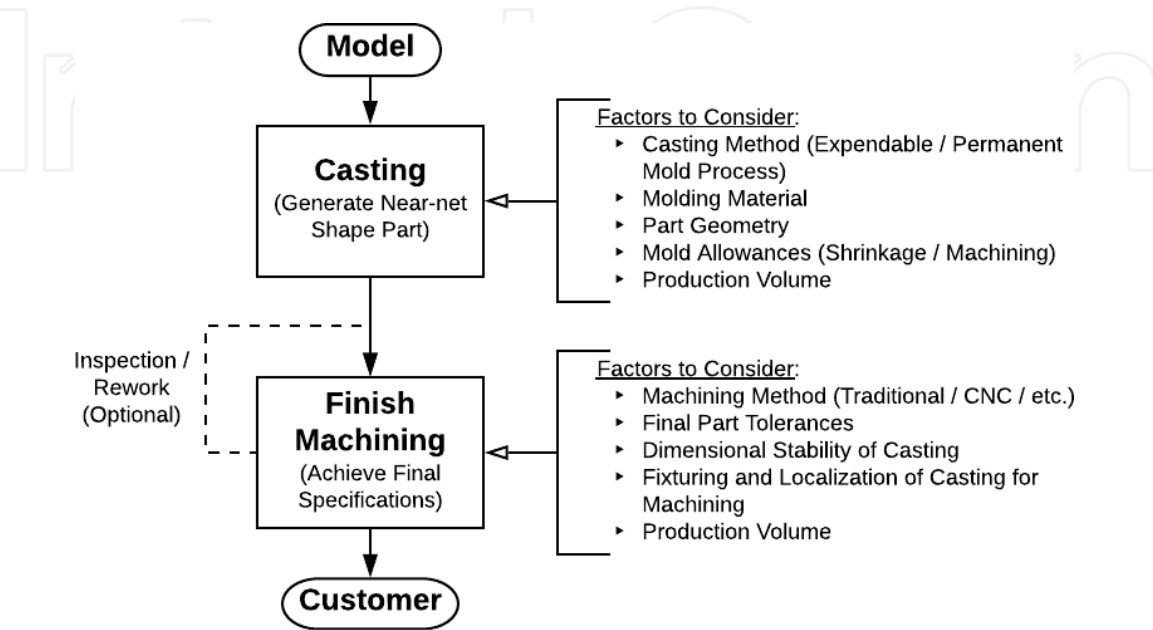 Model
Casting
(Generate Near-net
Shape Part)
Factors to Consider:
‣ Casting Method (Expendable / Permanent
Mold Process)
‣ Molding Material
‣ Part Geometry
‣ Mold Allowances (Shrinkage / Machining)
‣ Production Volume
Inspection /
Rework
(Optional)
Finish
Machining
(Achieve Final
Specifications)
Factors to Consider:
‣ Machining Method (Traditional / CNC / etc.)
‣ Final Part Tolerances
‣ Dimensional Stability of Casting
‣ Fixturing and Localization of Casting for
Machining
‣ Production Volume
Customer